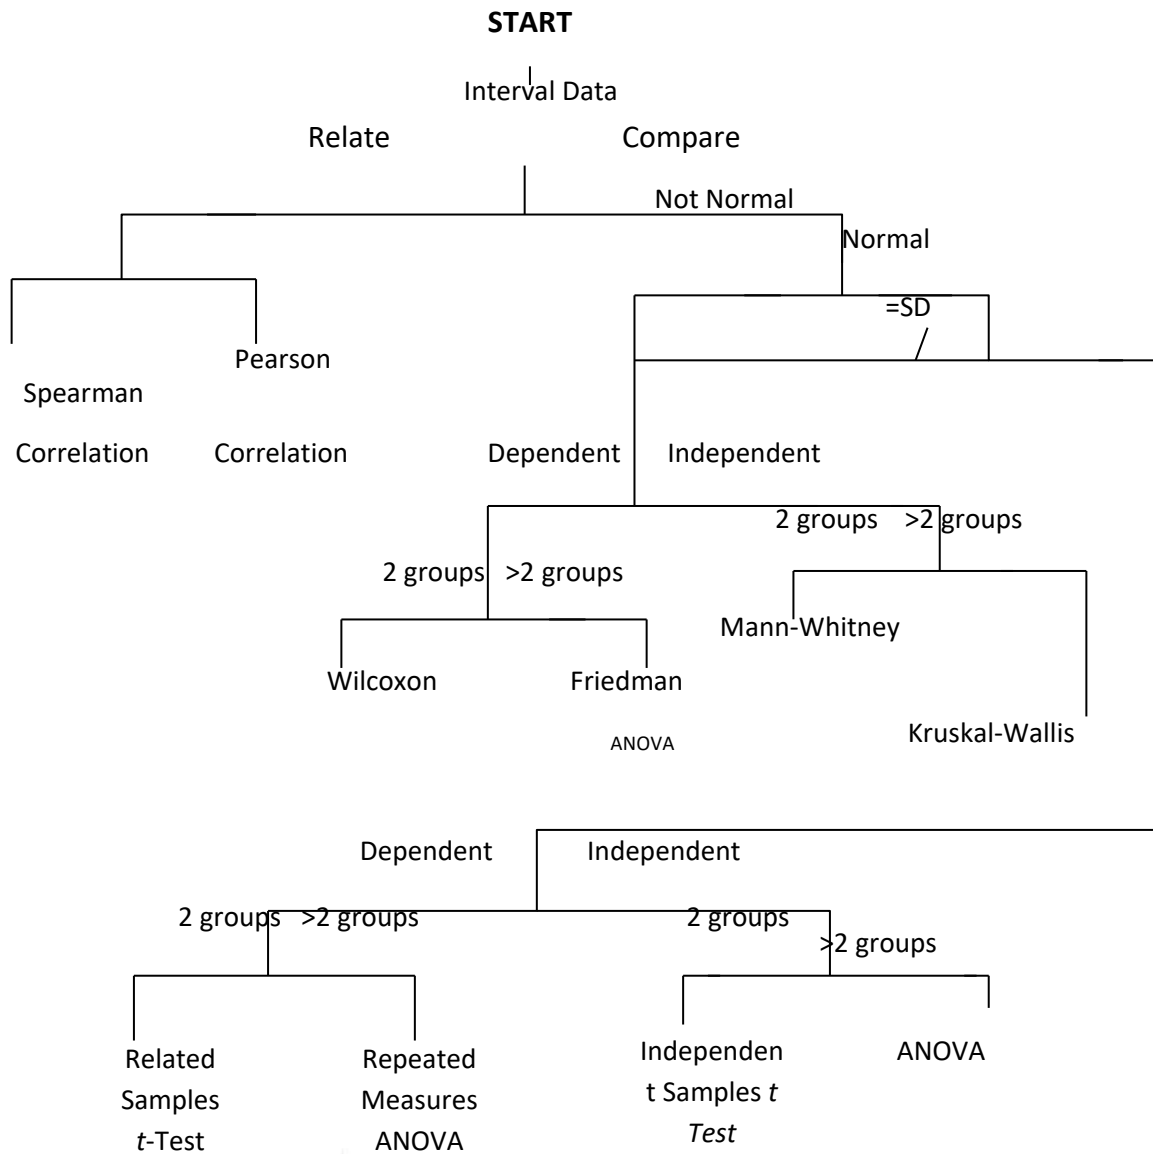 START
Interval Data
Relate Compare
Not Normal
Normal
=SD
Pearson
Spearman
Correlation Correlation Dependent Independent
2 groups >2 groups
2 groups >2 groups
Mann-Whitney
Wilcoxon Friedman
Kruskal-Wallis
ANOVA
Dependent Independent
2 groups >2 groups 2 groups
>2 groups
Related Repeated Independen ANOVA
Samples Measures t Samples t
t-Test ANOVA Test